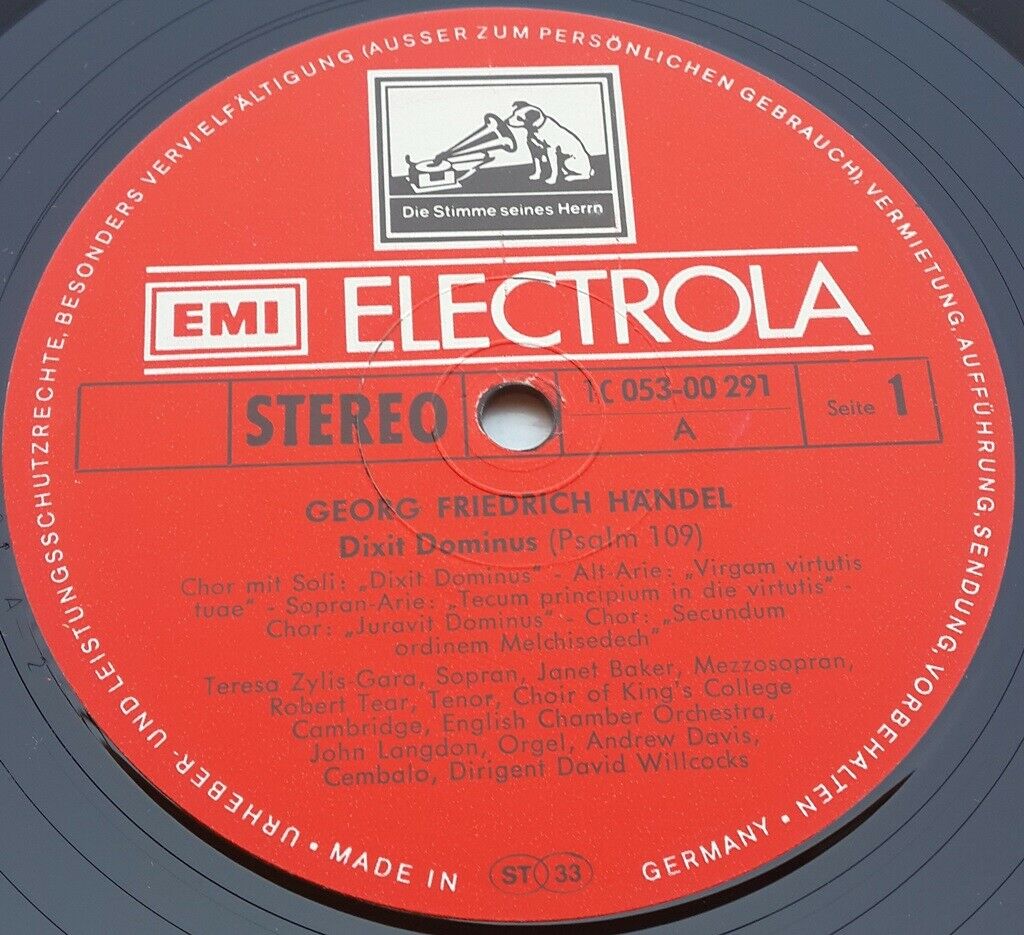 URHEBER- UND LEISTUNGSSCHUTZRECHTE, BESONDERS VERVIELFÄLTIGUNG (AUSSER ZUM PERSÖNLICHEN GEBRAUCH), VERMIETUNG, AUFFÜHRUNG, SENDUNG, VORBEHALTEN •
Die Stimme seines Herrn
EMI ELECTROLA
STEREO
1C 053-00 291
A
Seite 1
GEORG FRIEDRICH HÄNDEL
Dixit Dominus (Psalm 109)
Chor mit Soli: „Dixit Dominus" - Alt-Arie: „Virgam virtutis
tuae" - Sopran-Arie: „Tecum principium in die virtutis" -
Chor: „Juravit Dominus" - Chor: „Secundum
ordinem Melchisedech"
Teresa Zylis-Gara, Sopran, Janet Baker, Mezzosopran,
Robert Tear, Tenor, Choir of King's College
Cambridge, English Chamber Orchestra,
John Langdon, Orgel, Andrew Davis,
Cembalo, Dirigent David Willcocks
• MADE IN GERMANY •
ST 33